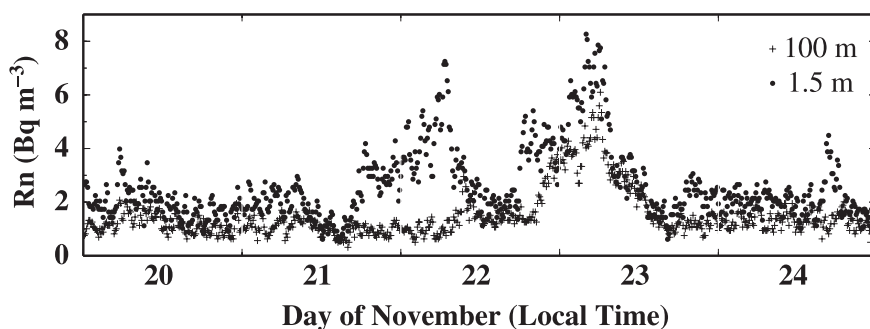 8
6
4
2
0
Rn (Bq m⁻³)
+ 100 m
• 1.5 m
20 21 22 23 24
Day of November (Local Time)